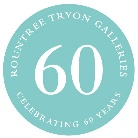 ROUNTREE TRYON GALLERIES
60
CELEBRATING 60 YEARS